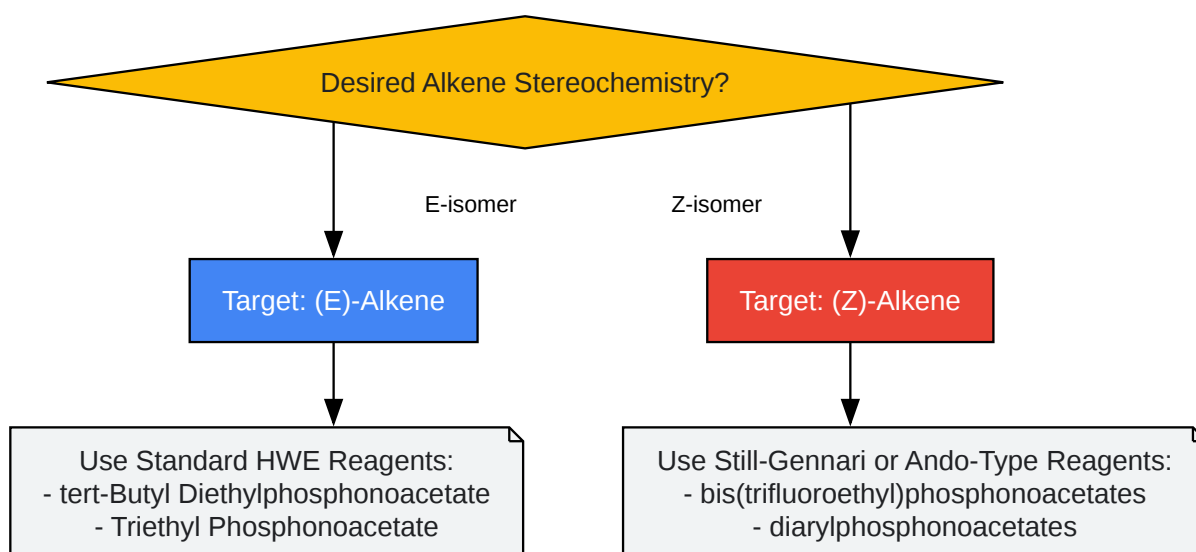 Desired Alkene Stereochemistry?
E-isomer
Z-isomer
Target: (E)-Alkene
Target: (Z)-Alkene
Use Standard HWE Reagents:
- tert-Butyl Diethylphosphonoacetate
- Triethyl Phosphonoacetate
Use Still-Gennari or Ando-Type Reagents:
- bis(trifluoroethyl)phosphonoacetates
- diarylphosphonoacetates